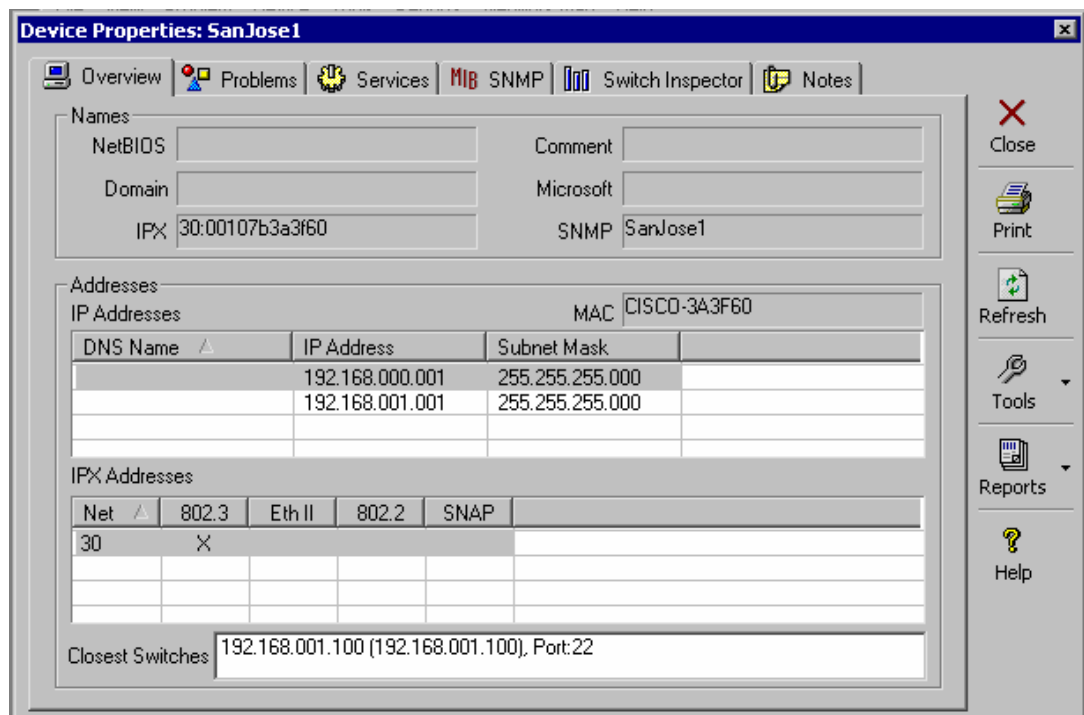 Device Properties: SanJose1
Overview Problems Services MIB SNMP Switch Inspector Notes
Names
NetBIOS Comment
Domain Microsoft
IPX 30:00107b3a3f60 SNMP SanJose1
Addresses
IP Addresses MAC CISCO-3A3F60
DNS Name IP Address Subnet Mask
192.168.000.001 255.255.255.000
192.168.001.001 255.255.255.000
IPX Addresses
Net 802.3 Eth II 802.2 SNAP
30 X
Closest Switches 192.168.001.100 (192.168.001.100), Port:22
Close
Print
Refresh
Tools
Reports
Help